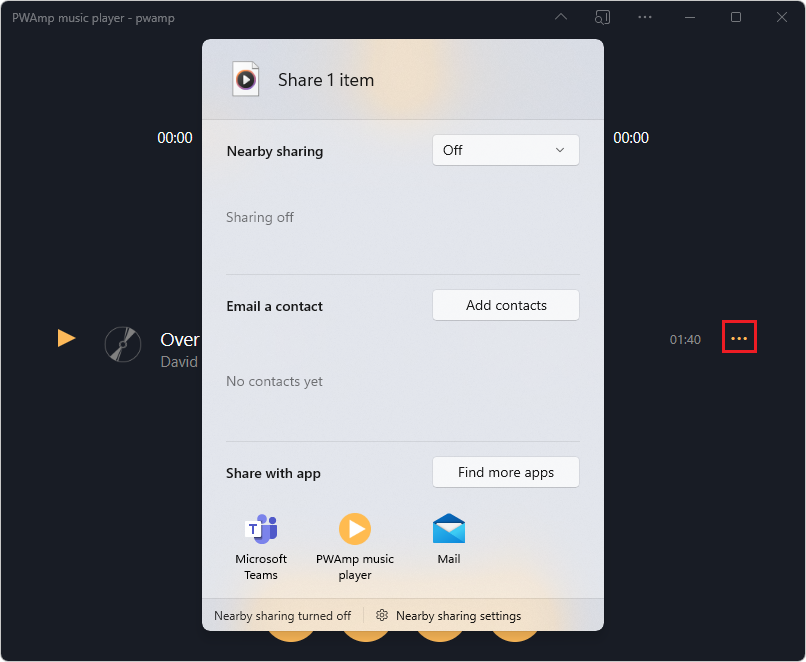 PWAmp music player - pwamp
Share 1 item
00:00
00:00
Nearby sharing
Off
Sharing off
Email a contact
Add contacts
Over
01:40
David
No contacts yet
Share with app
Find more apps
T
Microsoft
Teams
PWAmp music
player
Mail
Nearby sharing turned off
Nearby sharing settings